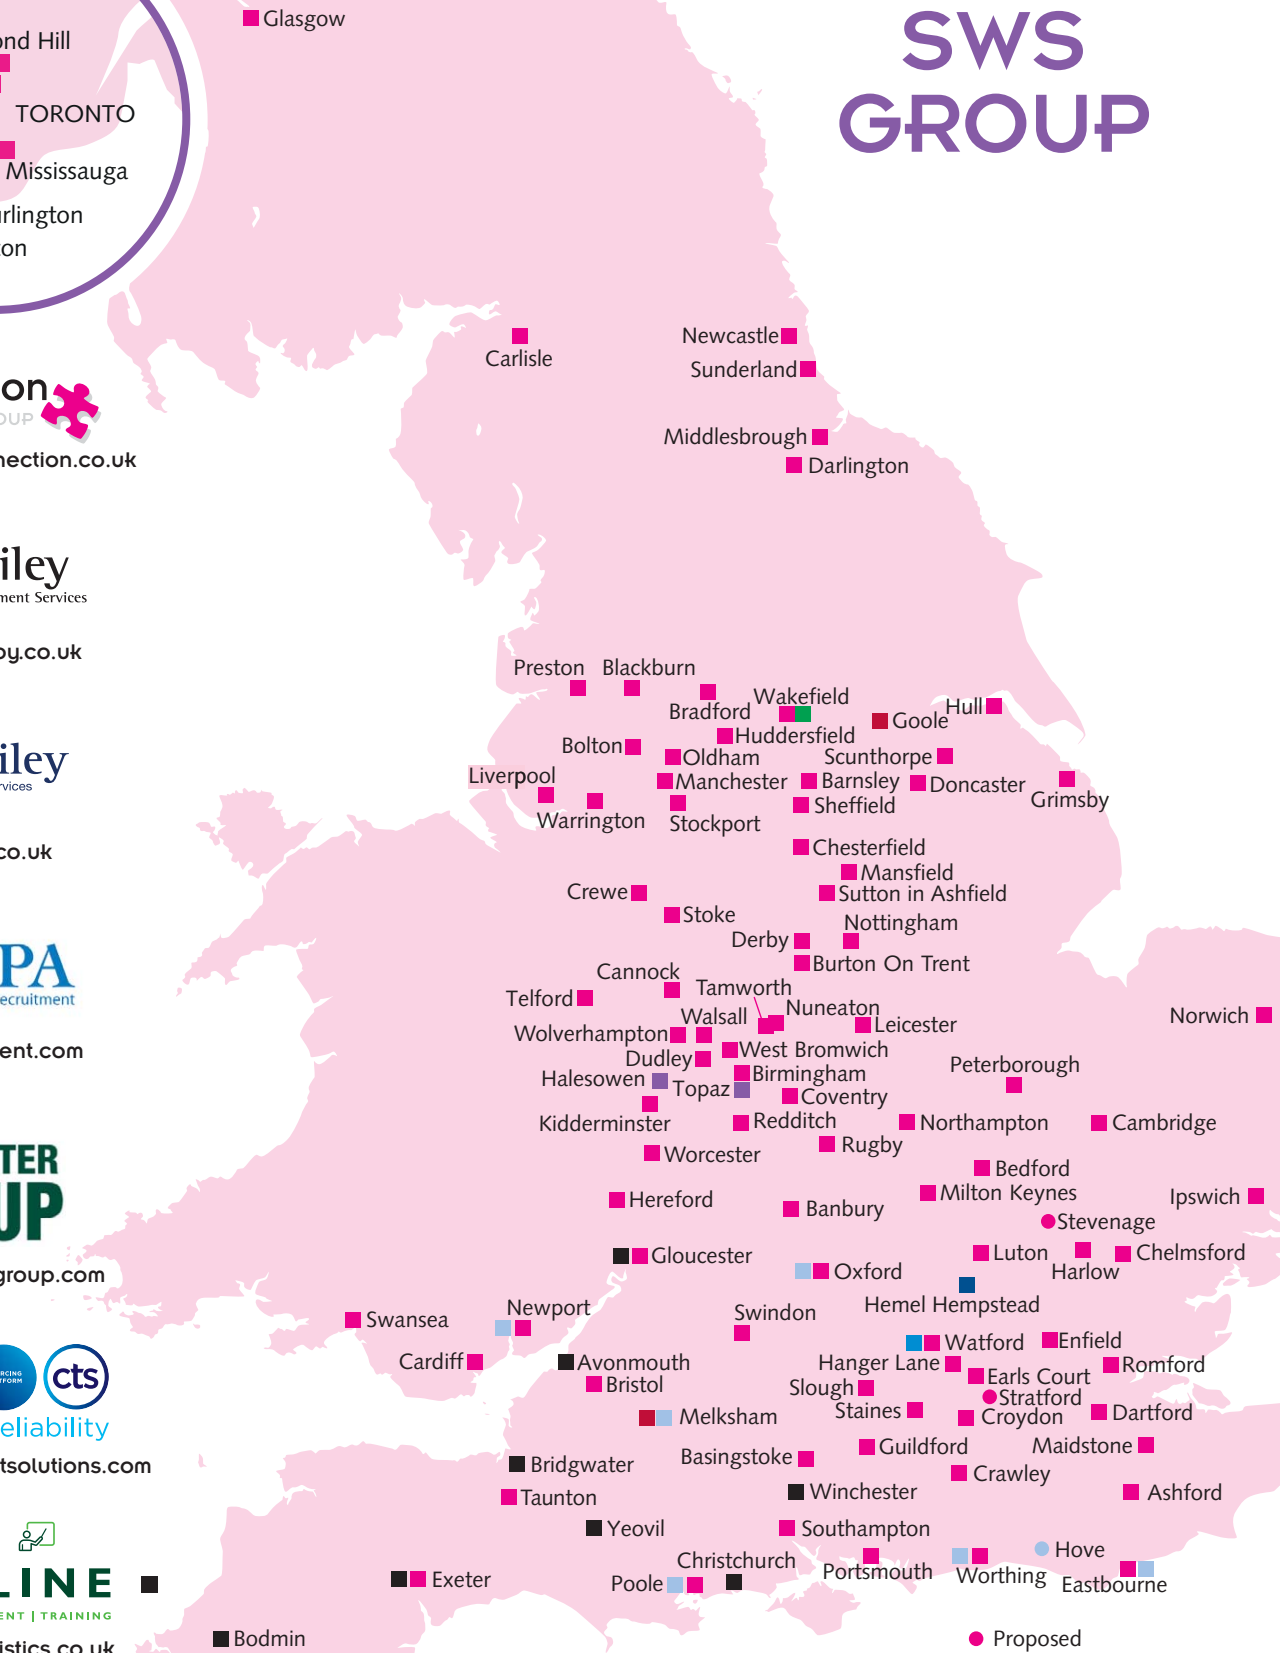 Glasgow
SWS
GROUP
Hill
TORONTO
Mississauga
Newcastle
Carlisle
Sunderland
Middlesbrough
Darlington
Services
Preston
Blackburn
Wakefield
Bradford
Hull
Goole
Huddersfield
Bolton
Oldham
Scunthorpe
Liverpool
Manchester
Barnsley
Doncaster
Grimsby
Sheffield
Warrington
Stockport
Chesterfield
Mansfield
Crewe
Sutton in Ashfield
Stoke
Nottingham
Derby
Burton On Trent
Cannock
Tamworth
Telford
Nuneaton
Walsall
Leicester
Norwich
Wolverhampton
West Bromwich
Dudley
Peterborough
Birmingham
Halesowen
Topaz
Coventry
Kidderminster
Redditch
Northampton
Cambridge
Rugby
Worcester
Bedford
Milton Keynes
Hereford
Ipswich
Banbury
Stevenage
Gloucester
Luton
Harlow
Chelmsford
Oxford
Hemel Hempstead
Newport
Swansea
Swindon
Watford
Enfield
Cardiff
Avonmouth
Hanger Lane
Romford
Earls Court
Bristol
Slough
Stratford
cts
Staines
Dartford
Melksham
Croydon
Guildford
Maidstone
Basingstoke
Bridgwater
Crawley
Winchester
Ashford
Taunton
Yeovil
Southampton
Hove
Christchurch
Portsmouth
Worthing
Eastbourne
Exeter
Poole
TRAINING
Bodmin
Proposed